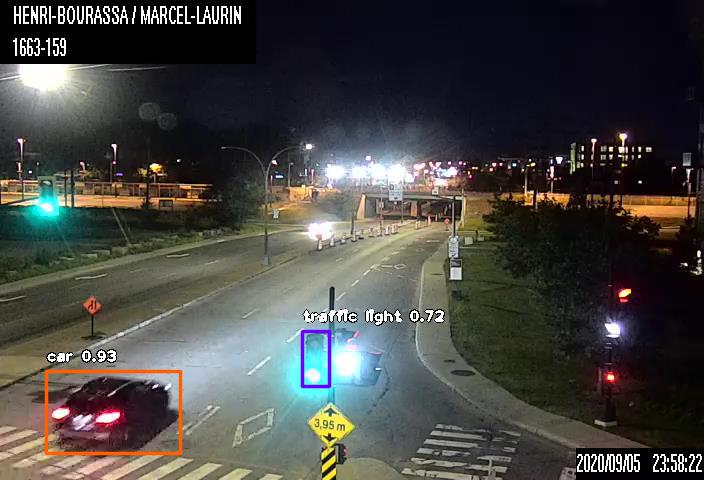 HENRI-BOURASSA / MARCEL-LAURIN
1663-159
traffic light 0.72
car 0.93
3,95 m
2020/09/05 23:58:22